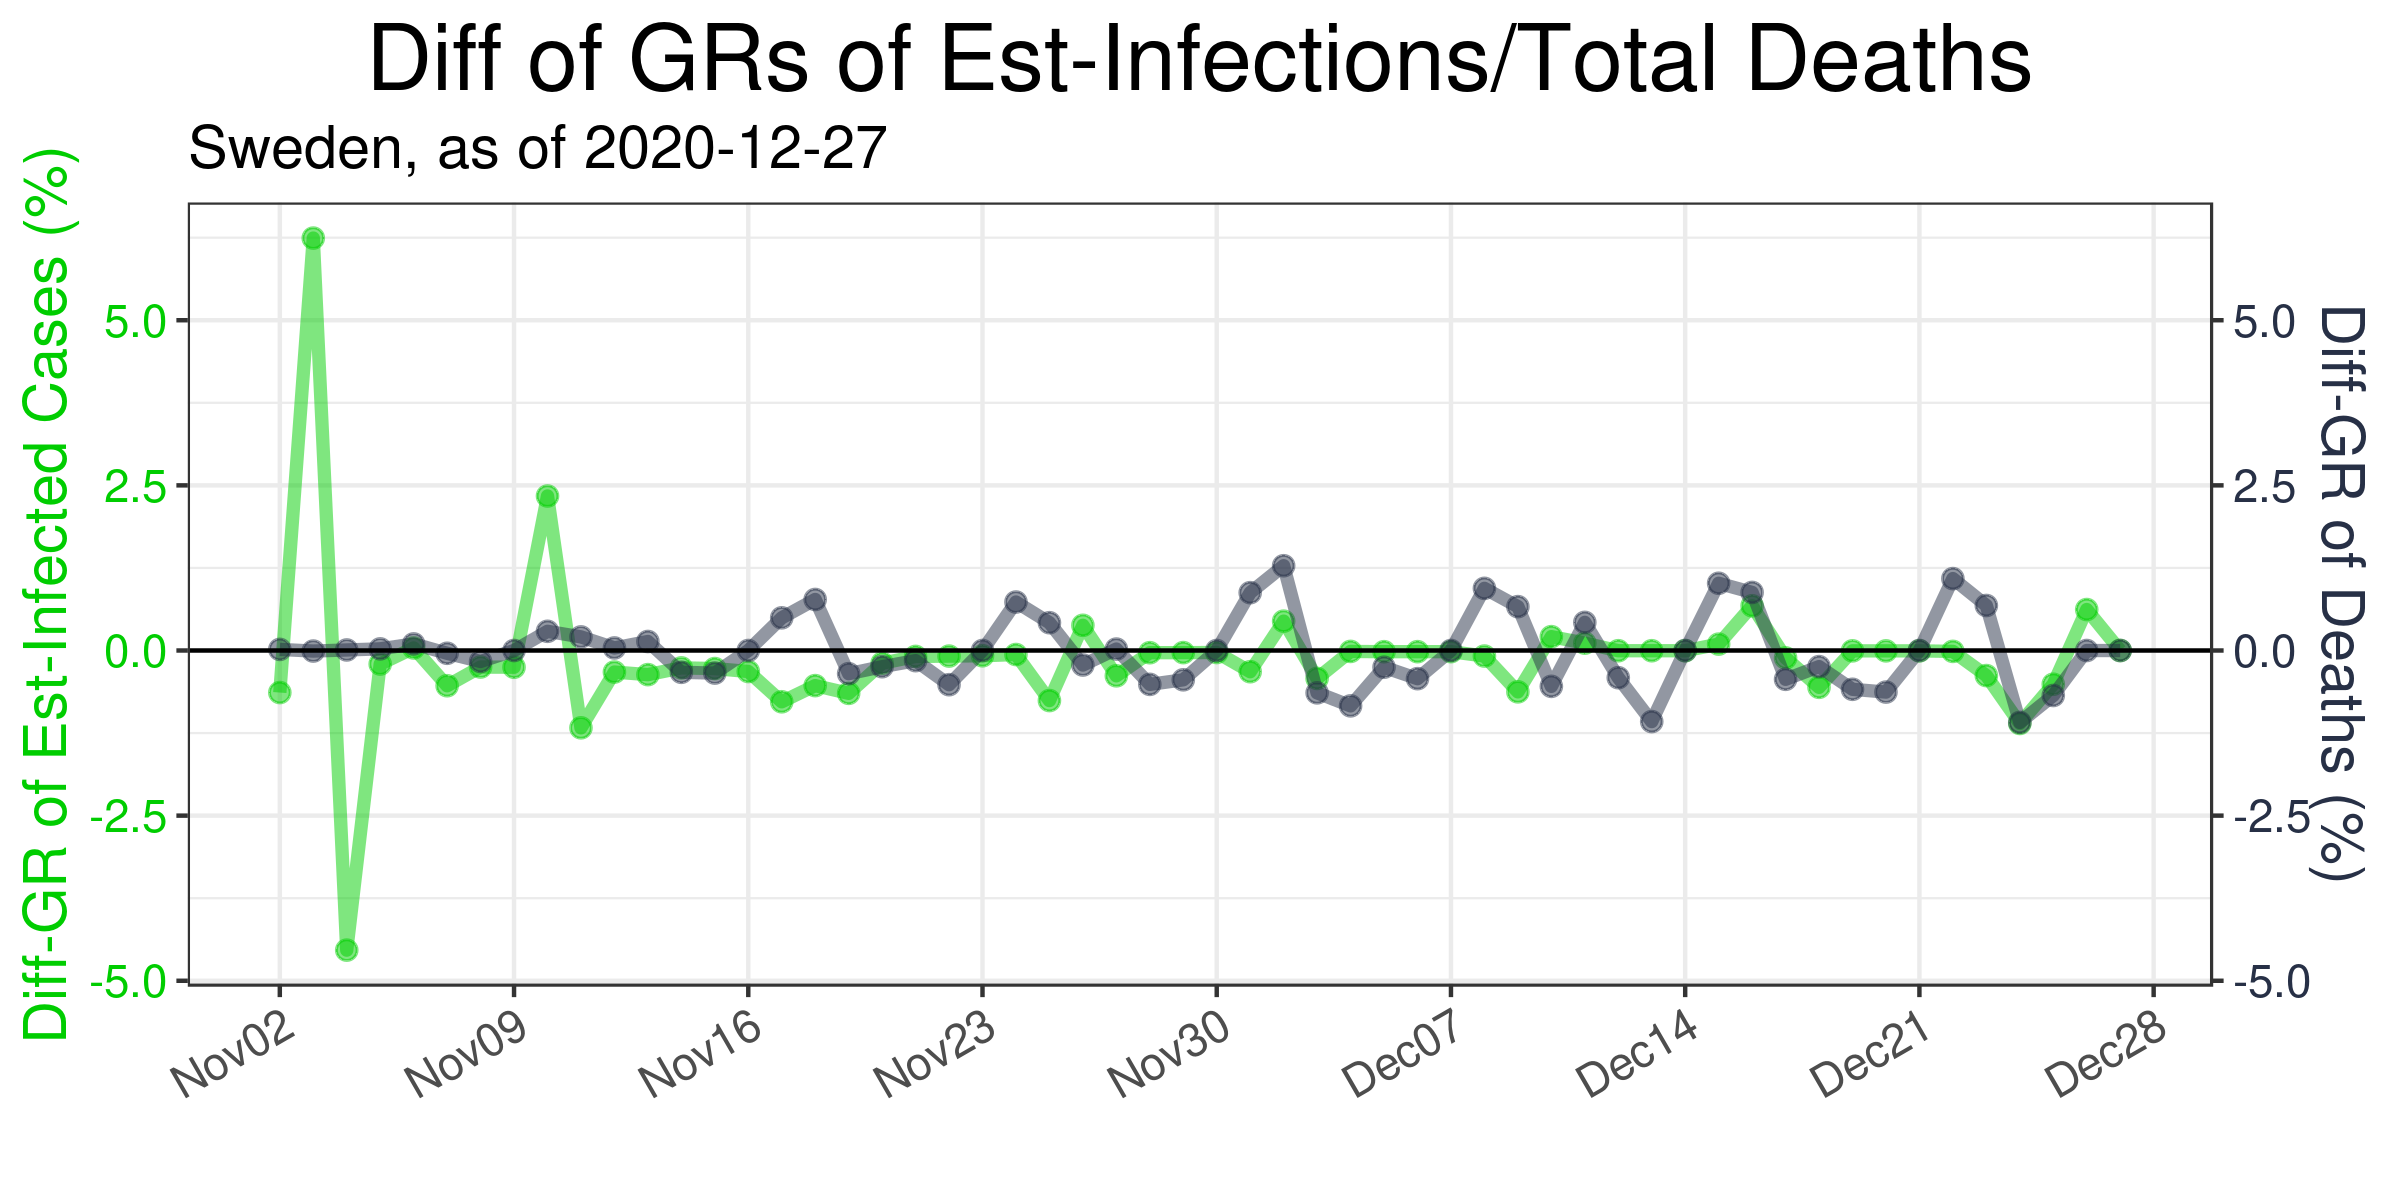 Diff of GRs of Est-Infections/Total Deaths
Sweden, as of 2020-12-27
Diff-GR of Est-Infected Cases (%)
5.0
2.5
0.0
-2.5
-5.0
5.0
2.5
0.0
-2.5
-5.0
Diff-GR of Deaths (%)
Nov02
Nov09
Nov16
Nov23
Nov30
Dec07
Dec14
Dec21
Dec28